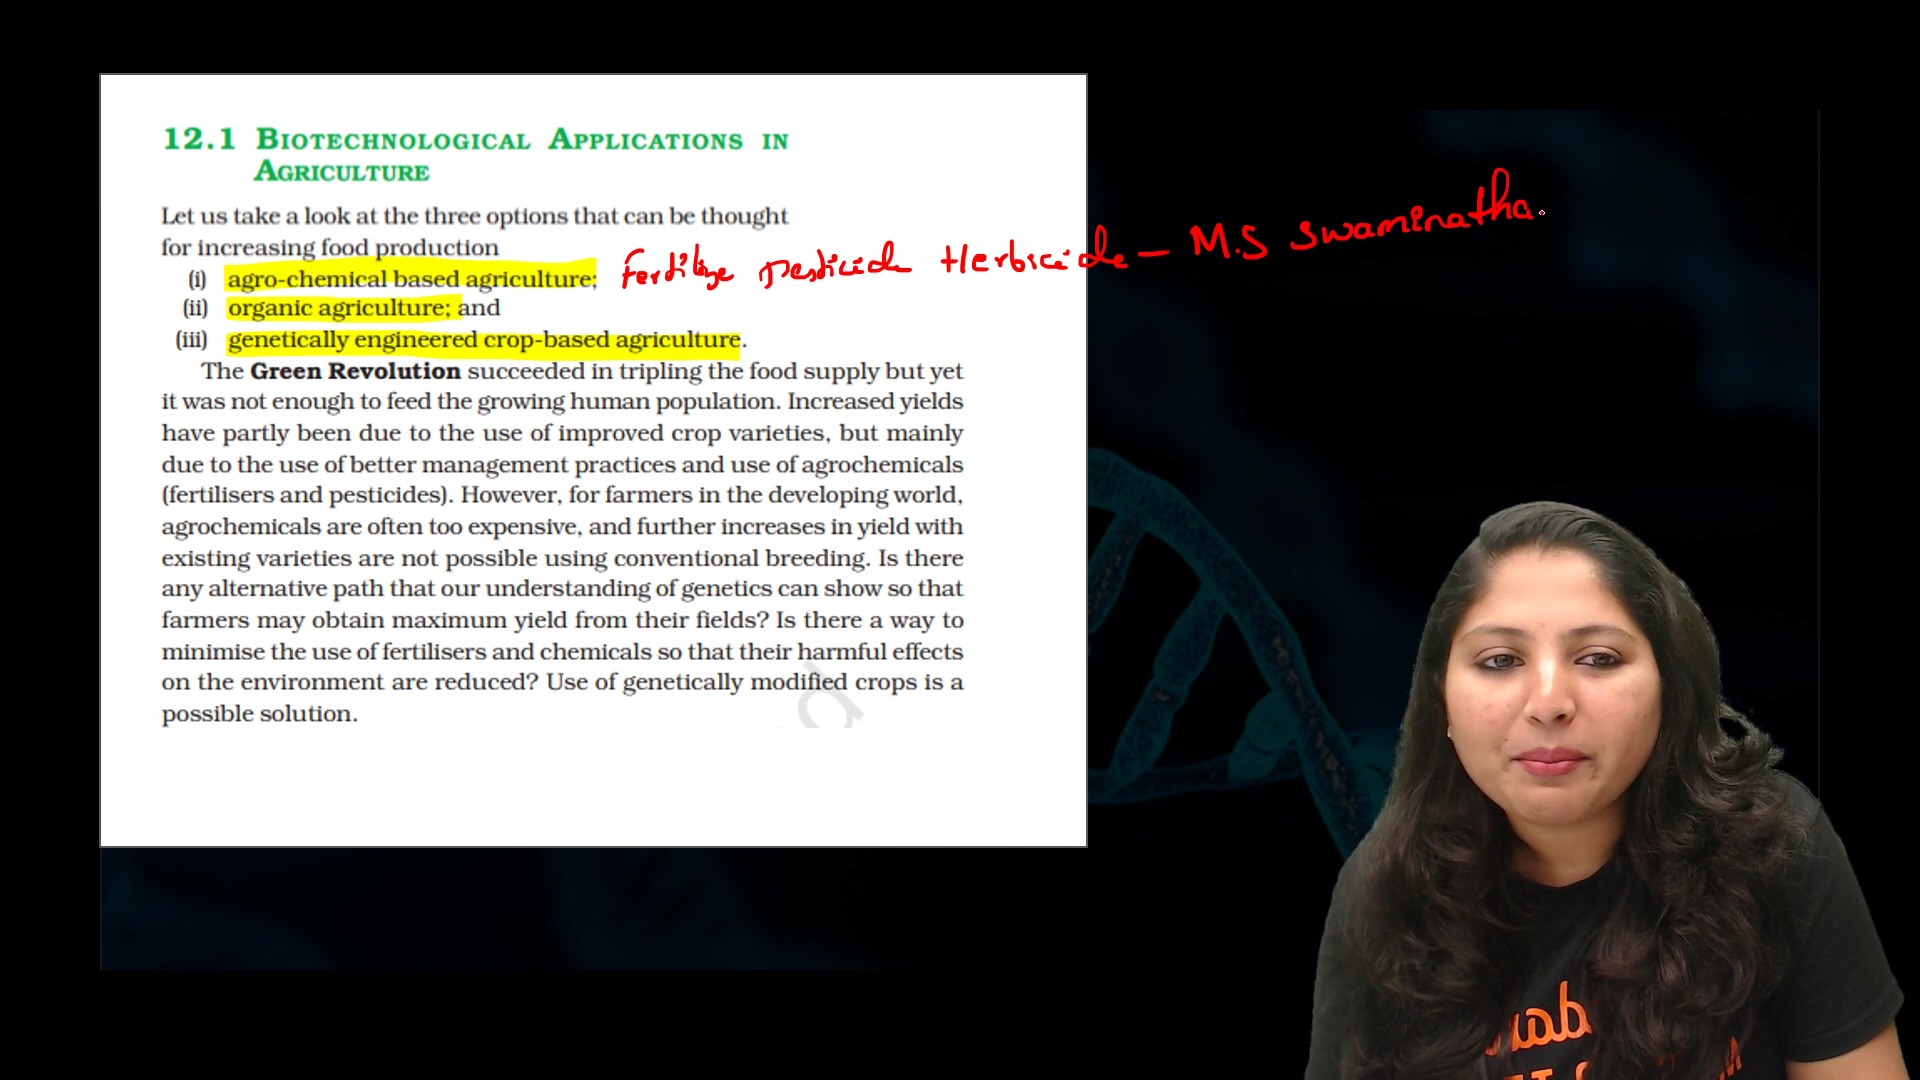 12.1 BIOTECHNOLOGICAL APPLICATIONS IN
AGRICULTURE
Let us take a look at the three options that can be thought
for increasing food production
(i) agro-chemical based agriculture; Fertilize pesticide Herbicide – M.S Swaminatha
(ii) organic agriculture; and
(iii) genetically engineered crop-based agriculture.
The Green Revolution succeeded in tripling the food supply but yet
it was not enough to feed the growing human population. Increased yields
have partly been due to the use of improved crop varieties, but mainly
due to the use of better management practices and use of agrochemicals
(fertilisers and pesticides). However, for farmers in the developing world,
agrochemicals are often too expensive, and further increases in yield with
existing varieties are not possible using conventional breeding. Is there
any alternative path that our understanding of genetics can show so that
farmers may obtain maximum yield from their fields? Is there a way to
minimise the use of fertilisers and chemicals so that their harmful effects
on the environment are reduced? Use of genetically modified crops is a
possible solution.